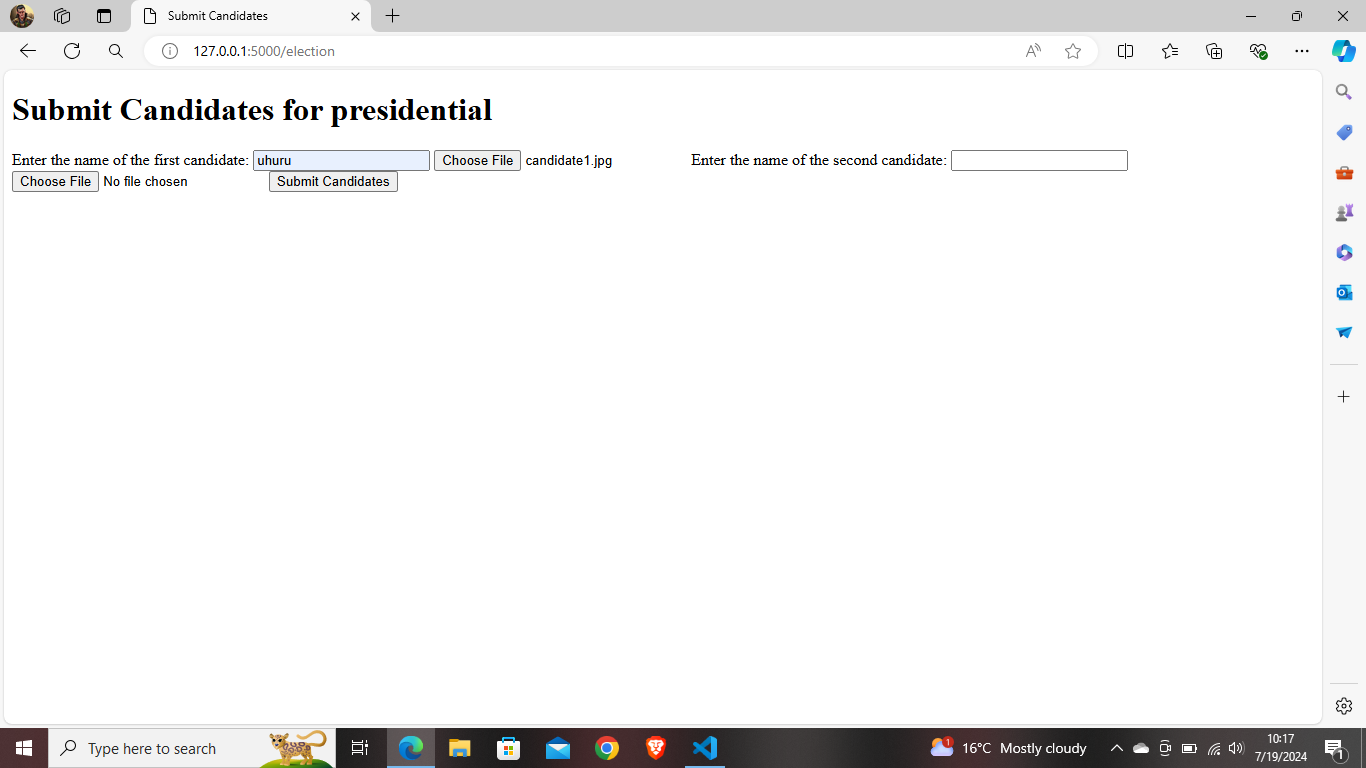 Submit Candidates
127.0.0.1:5000/election
Submit Candidates for presidential
Enter the name of the first candidate: uhuru Choose File candidate1.jpg Enter the name of the second candidate:
Choose File No file chosen Submit Candidates
Type here to search
1
16°C Mostly cloudy
10:17
7/19/2024
1